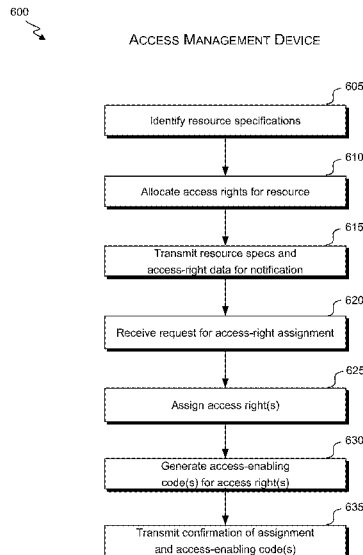 600
ACCESS MANAGEMENT DEVICE
605
Identify resource specifications
610
Allocate access rights for resource
615
Transmit resource specs and
access-right data for notification
620
Receive request for access-right assignment
625
Assign access right(s)
630
Generate access-enabling
code(s) for access right(s)
635
Transmit confirmation of assignment
and access-enabling code(s)